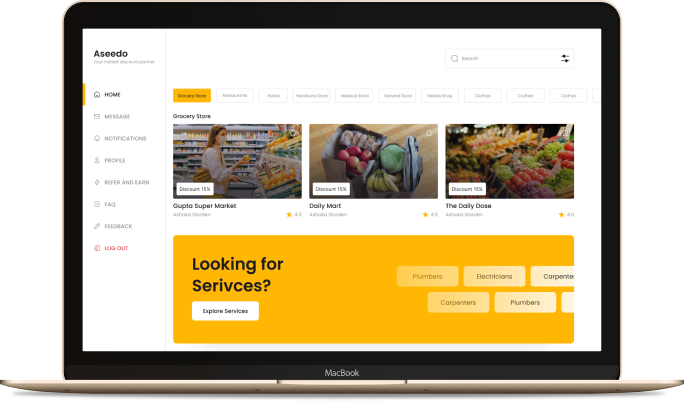 Aseedo
Your instant discount partner
Search
HOME
MESSAGE
NOTIFICATIONS
PROFILE
REFER AND EARN
FAQ
FEEDBACK
LOG OUT
Grocery Store Restaurants Hotels Hardware Store Medical Store General Store Mobile Shop Clothes Clothes Clothes
Grocery Store
Discount 15% Discount 15% Discount 15%
Gupta Super Market Daily Mart The Daily Dose
Ashoka Garden 4.5 Ashoka Garden 4.5 Ashoka Garden 4.5
Looking for
Serivces?
Explore Services
Plumbers Electricians Carpenter
Carpenters Plumbers
MacBook